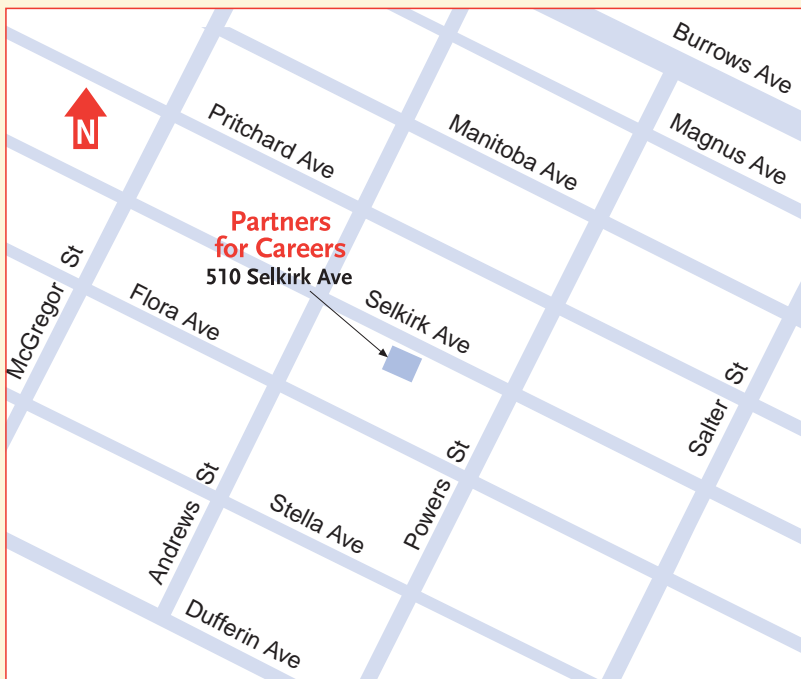 Burrows Ave
Magnus Ave
Manitoba Ave
Pritchard Ave
N
Partners
for Careers
510 Selkirk Ave
Selkirk Ave
Flora Ave
McGregor St
Salter St
Powers St
Andrews St
Stella Ave
Dufferin Ave